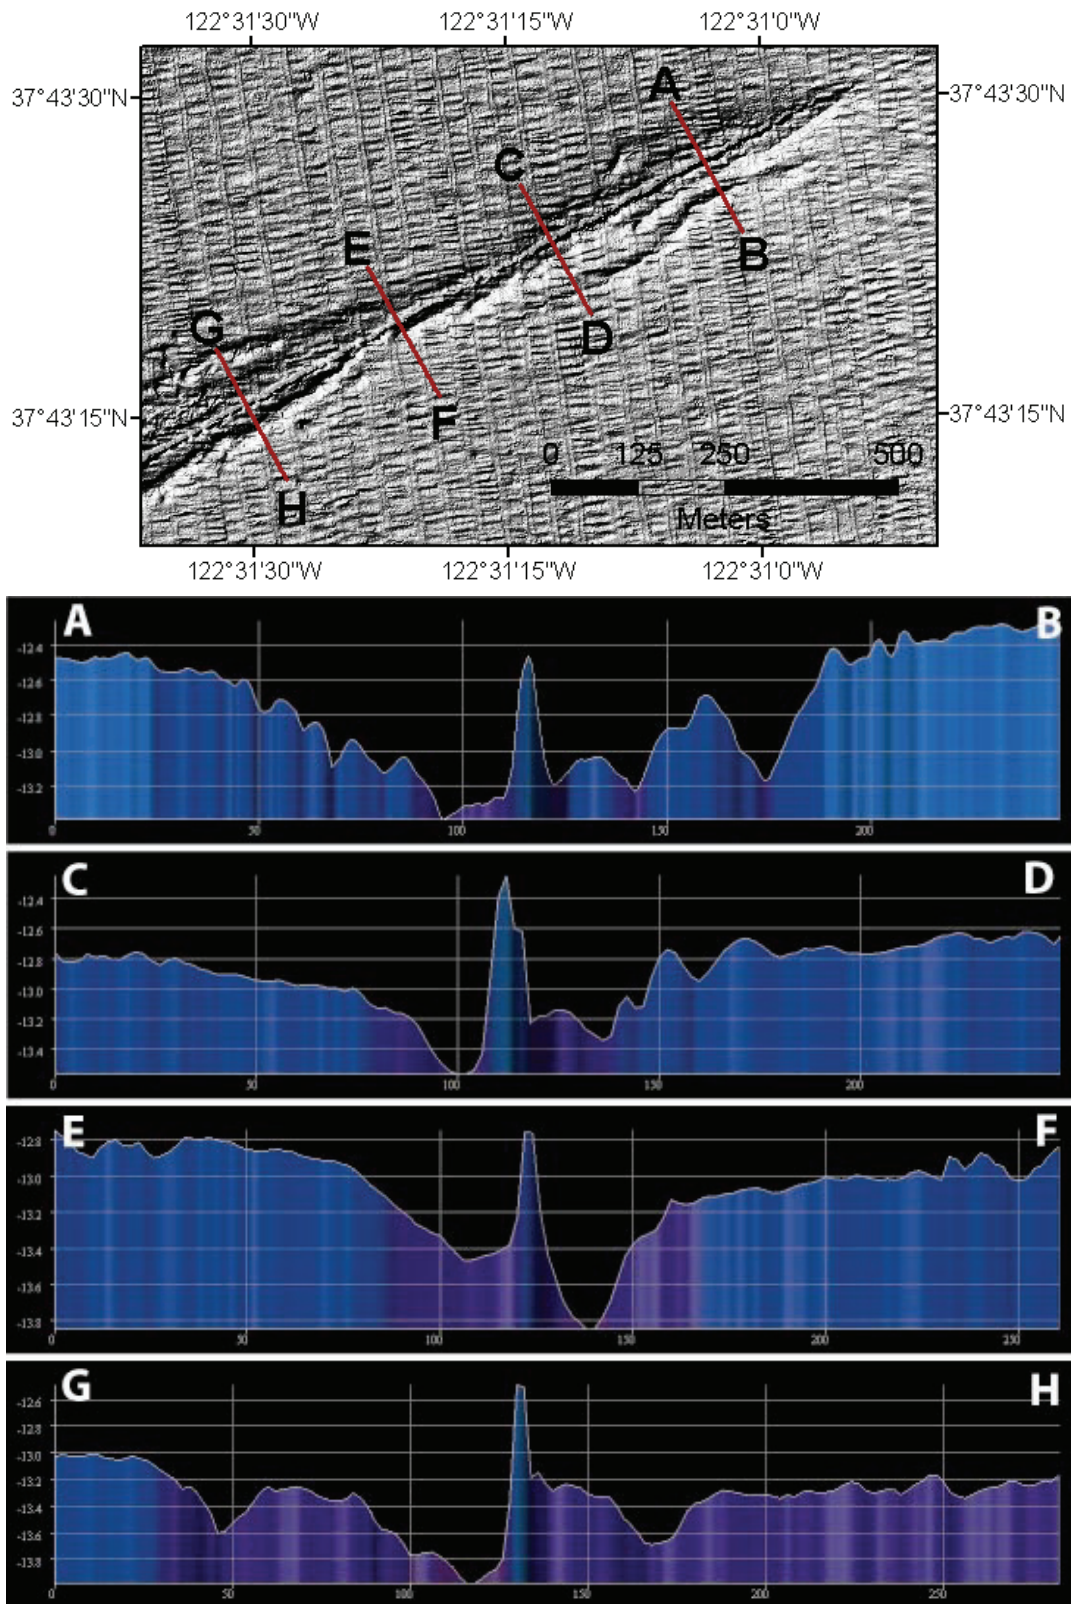 122°31'30"W 122°31'15"W 122°31'0"W
37°43'30"N 37°43'30"N
A
C
B
E
D
G
37°43'15"N 37°43'15"N
F
0 125 250 500
H
Meters
122°31'30"W 122°31'15"W 122°31'0"W
A B
-12.4
-12.6
-12.8
-13.0
-13.2
0 50 100 150 200
C D
-12.4
-12.6
-12.8
-13.0
-13.2
-13.4
0 50 100 150 200
E F
-12.8
-13.0
-13.2
-13.4
-13.6
-13.8
0 50 100 150 200 250
G H
-12.6
-12.8
-13.0
-13.2
-13.4
-13.6
-13.8
0 50 100 150 200 250